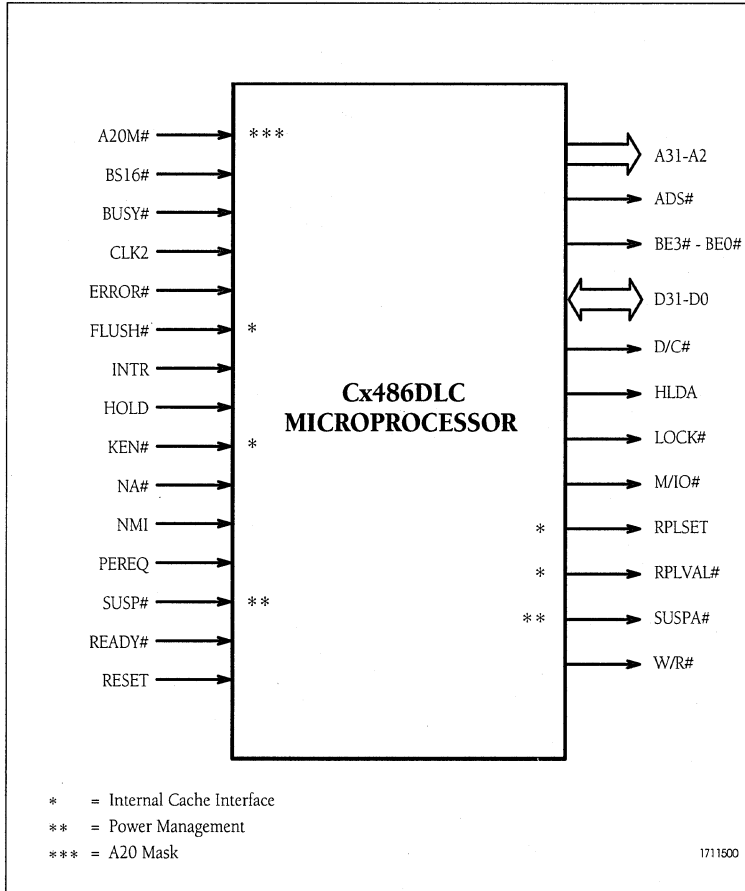 A20M#
BS16#
BUSY#
CLK2
ERROR#
FLUSH#
INTR
HOLD
KEN#
NA#
NMI
PEREQ
SUSP#
READY#
RESET
***
*
*
**
Cx486DLC
MICROPROCESSOR
*
*
**
A31-A2
ADS#
BE3# - BE0#
D31-D0
D/C#
HLDA
LOCK#
M/IO#
RPLSET
RPLVAL#
SUSPA#
W/R#
* = Internal Cache Interface
** = Power Management
*** = A20 Mask
1711500